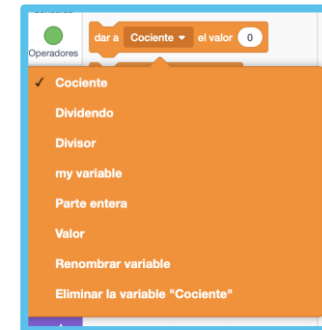 Operadores
dar a Cociente el valor 0
Cociente
Dividendo
Divisor
my variable
Parte entera
Valor
Renombrar variable
Eliminar la variable "Cociente"